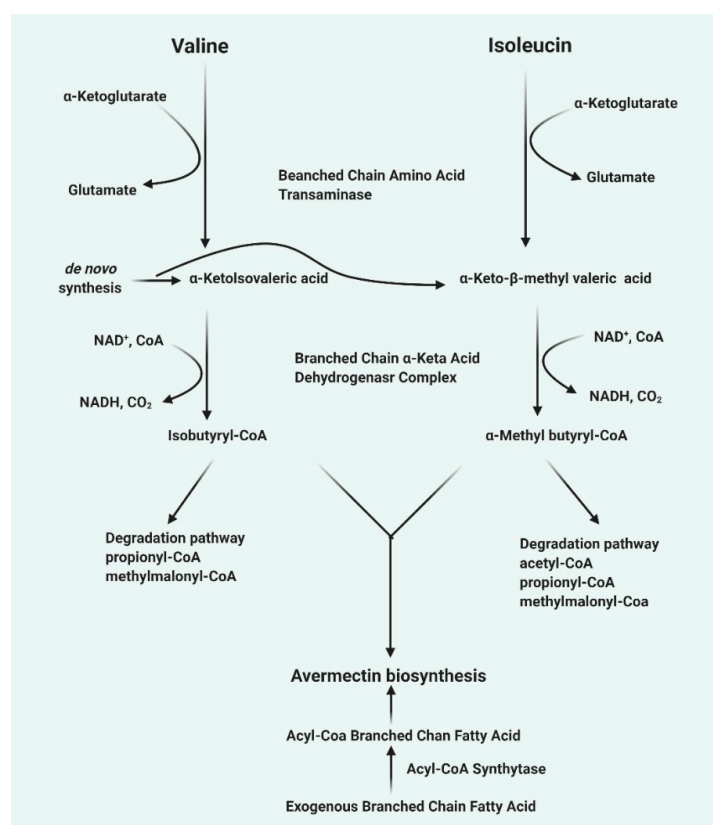 Valine
Isoleucin
α-Ketoglutarate
α-Ketoglutarate
Glutamate
Beanched Chain Amino Acid
Transaminase
Glutamate
de novo
synthesis
α-Ketolsovaleric acid
α-Keto-β-methyl valeric acid
NAD⁺, CoA
Branched Chain α-Keta Acid
Dehydrogenasr Complex
NAD⁺, CoA
NADH, CO₂
NADH, CO₂
Isobutyryl-CoA
α-Methyl butyryl-CoA
Degradation pathway
propionyl-CoA
methylmalonyl-CoA
Degradation pathway
acetyl-CoA
propionyl-CoA
methylmalonyl-Coa
Avermectin biosynthesis
Acyl-Coa Branched Chan Fatty Acid
Acyl-CoA Synthytase
Exogenous Branched Chain Fatty Acid